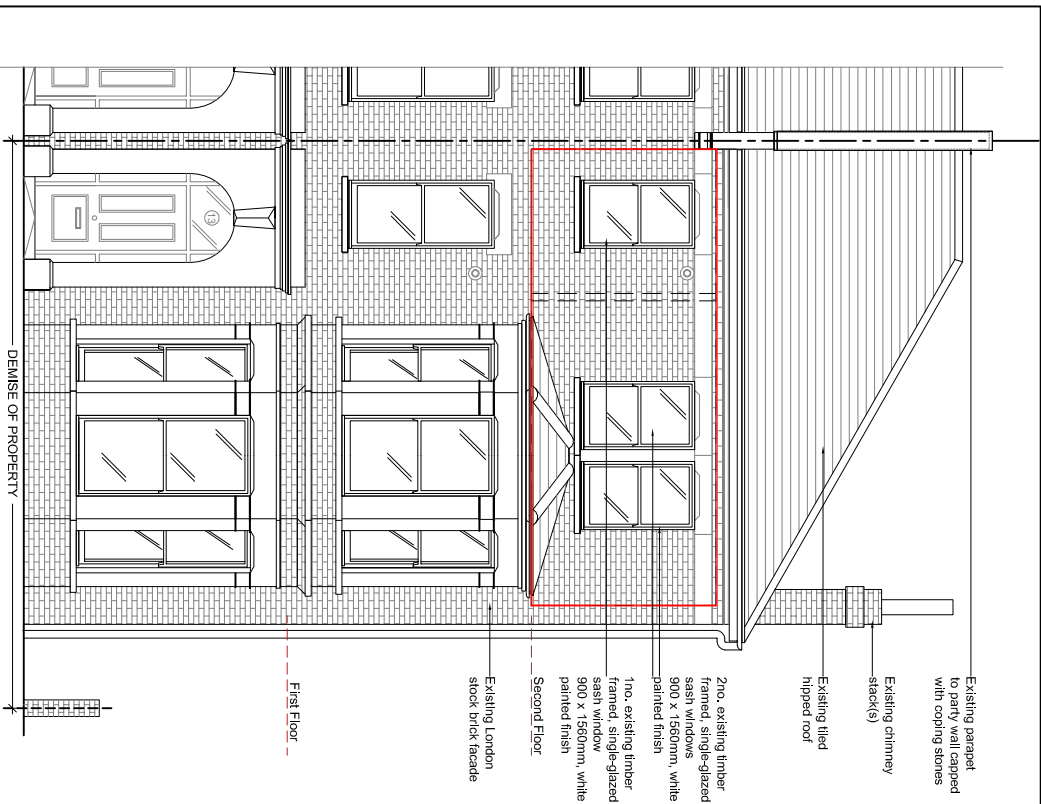 Existing parapet
to party wall capped
with coping stones
Existing chimney
stack(s)
Existing tiled
hipped roof
2no. existing timber
framed, single-glazed
sash windows
900 x 1560mm, white
painted finish
1no. existing timber
framed, single-glazed
sash window
900 x 1560mm, white
painted finish
Second Floor
Existing London
stock brick facade
First Floor
13
DEMISE OF PROPERTY